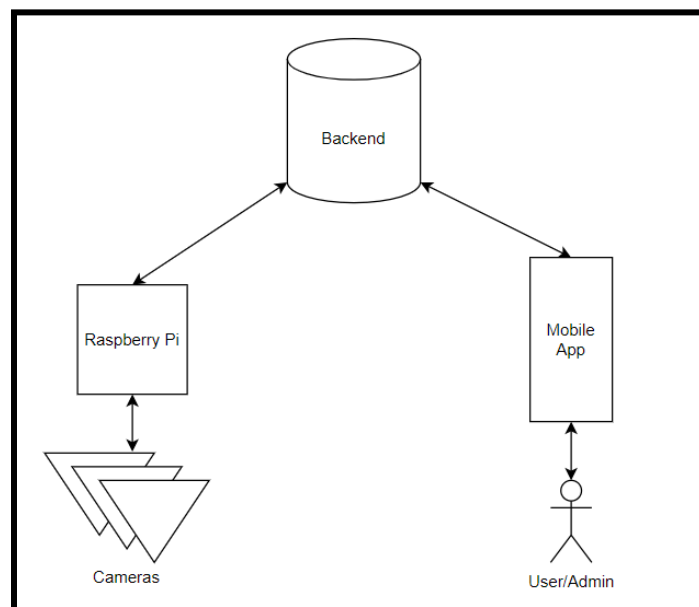 Backend
Raspberry Pi
Mobile
App
Cameras
User/Admin